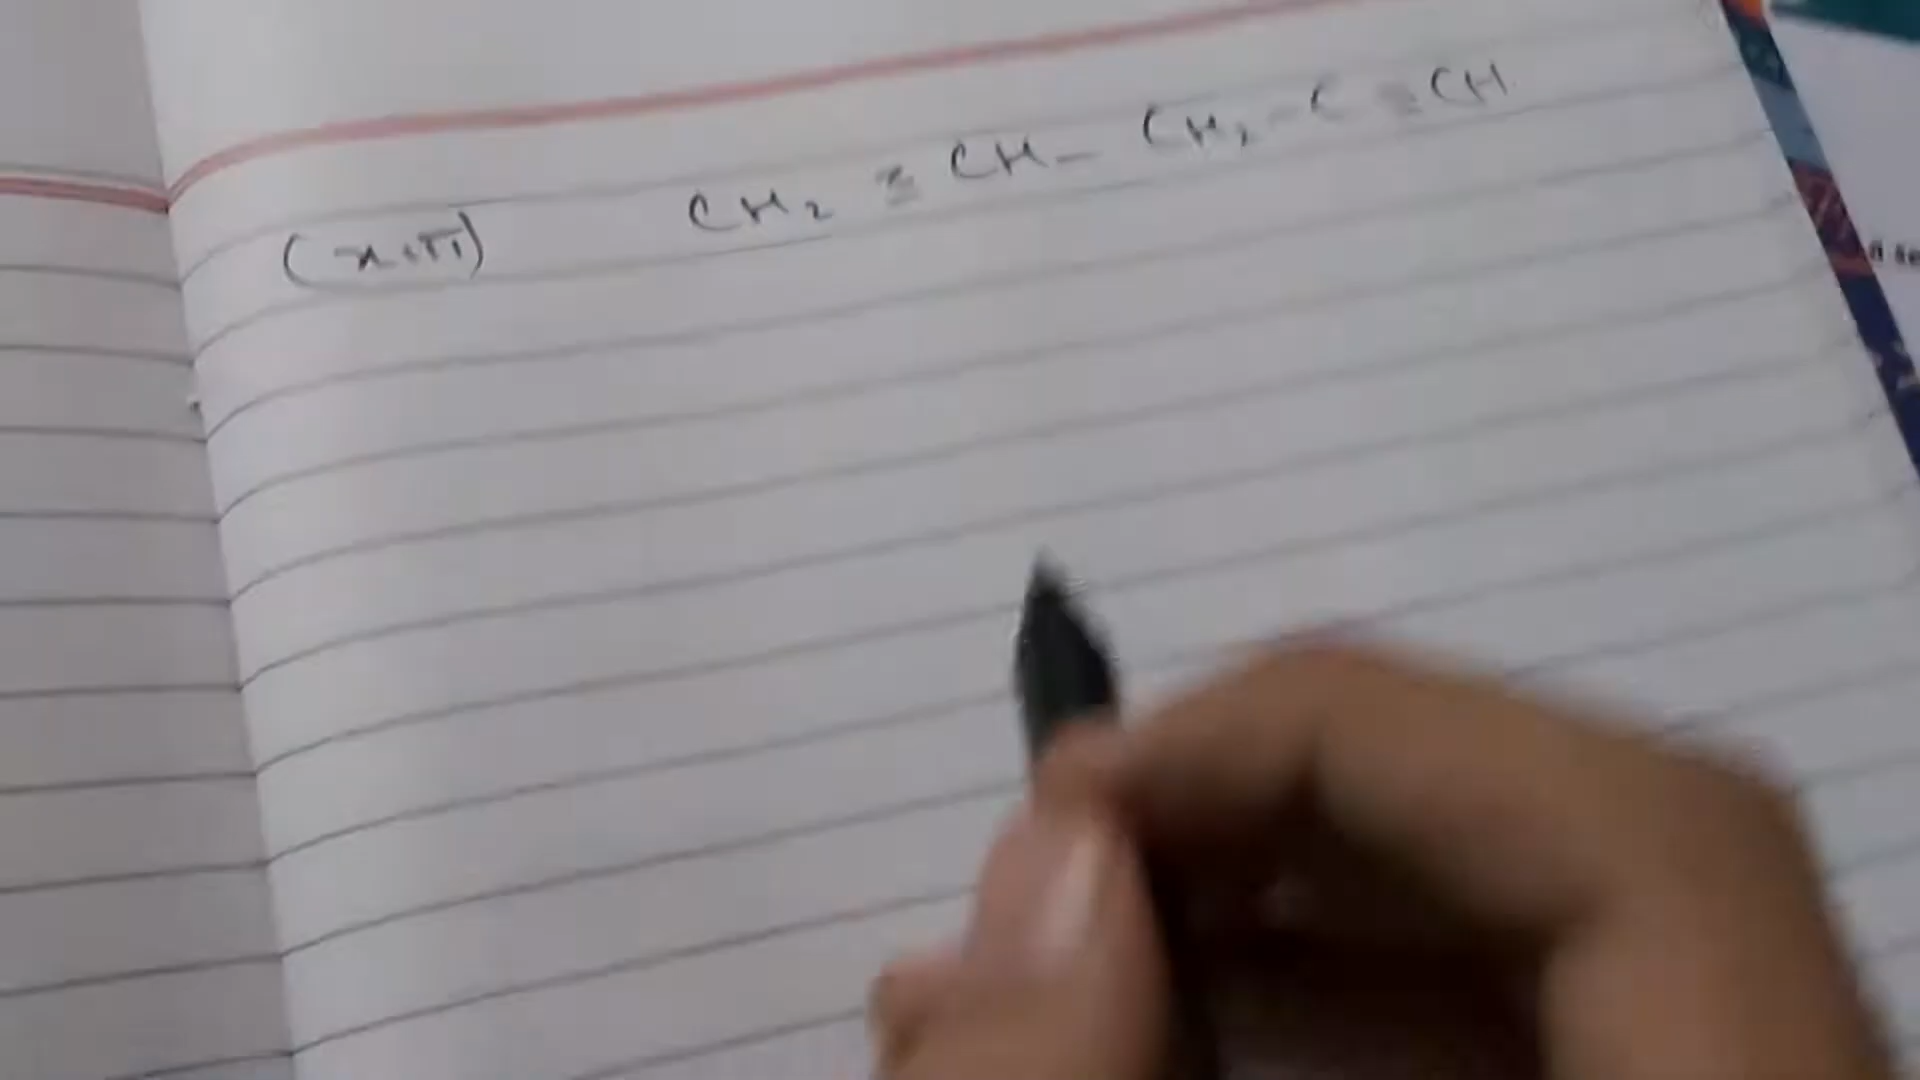 (xiii) CH₂ = CH - CH₂ - C ≡ CH